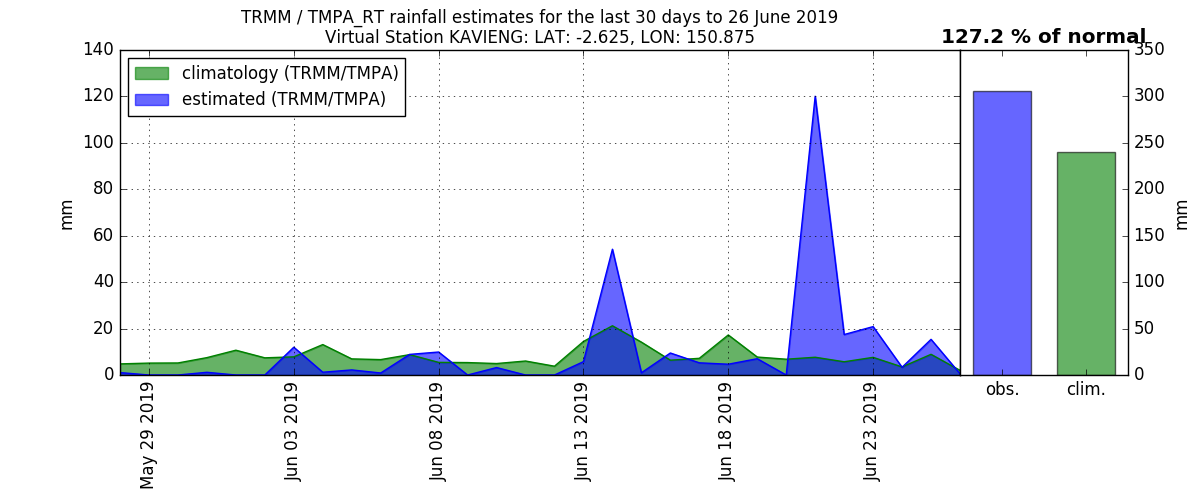 TRMM / TMPA_RT rainfall estimates for the last 30 days to 26 June 2019
Virtual Station KAVIENG: LAT: -2.625, LON: 150.875
127.2 % of normal
climatology (TRMM/TMPA)
estimated (TRMM/TMPA)
140
120
100
80
60
40
20
0
mm
May 29 2019
Jun 03 2019
Jun 08 2019
Jun 13 2019
Jun 18 2019
Jun 23 2019
350
300
250
200
150
100
50
0
mm
obs.
clim.